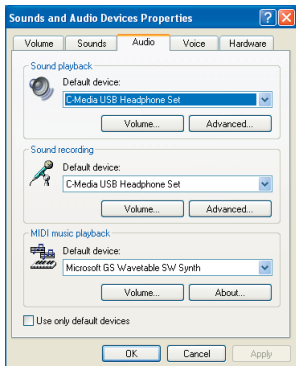 Sounds and Audio Devices Properties
Volume Sounds Audio Voice Hardware
Sound playback
Default device:
C-Media USB Headphone Set
Volume... Advanced...
Sound recording
Default device:
C-Media USB Headphone Set
Volume... Advanced...
MIDI music playback
Default device:
Microsoft GS Wavetable SW Synth
Volume... About...
Use only default devices
OK Cancel Apply